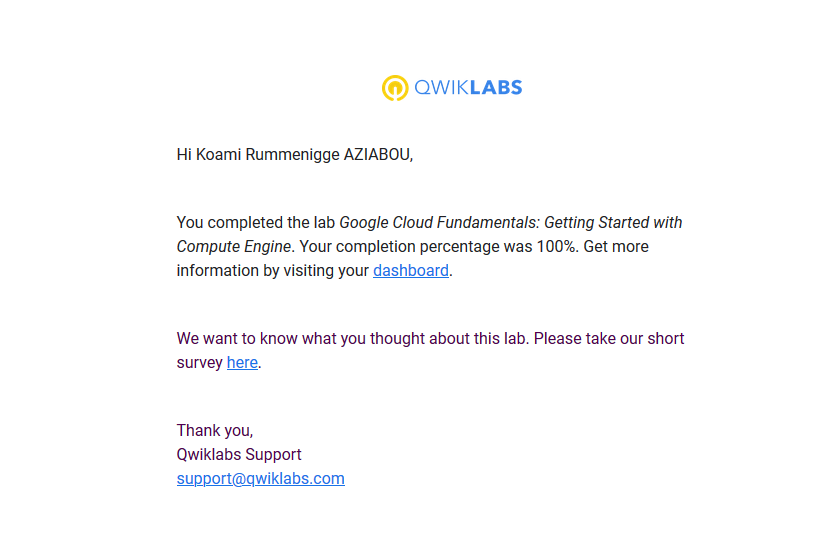 QWIKLABS
Hi Koami Rummenigge AZIABOU,
You completed the lab Google Cloud Fundamentals: Getting Started with
Compute Engine. Your completion percentage was 100%. Get more
information by visiting your dashboard.
We want to know what you thought about this lab. Please take our short
survey here.
Thank you,
Qwiklabs Support
support@qwiklabs.com